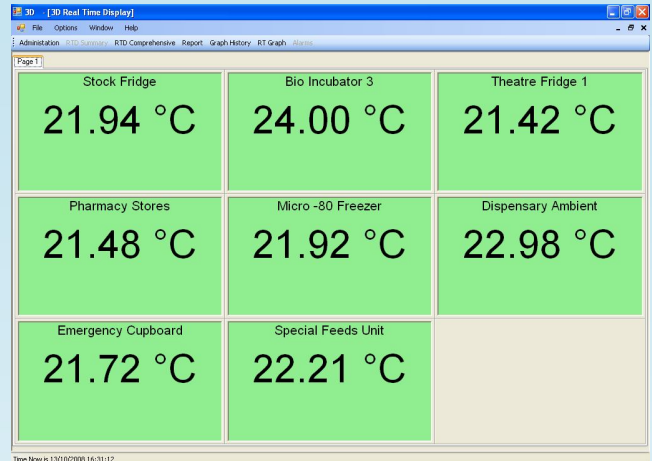 3D - [3D Real Time Display]
File Options Window Help
Administation RTD Summary RTD Comprehensive Report Graph History RT Graph Alarms
Page 1
Stock Fridge
21.94 °C
Bio Incubator 3
24.00 °C
Theatre Fridge 1
21.42 °C
Pharmacy Stores
21.48 °C
Micro -80 Freezer
21.92 °C
Dispensary Ambient
22.98 °C
Emergency Cupboard
21.72 °C
Special Feeds Unit
22.21 °C
Time Now is 13/10/2008 16:31:12